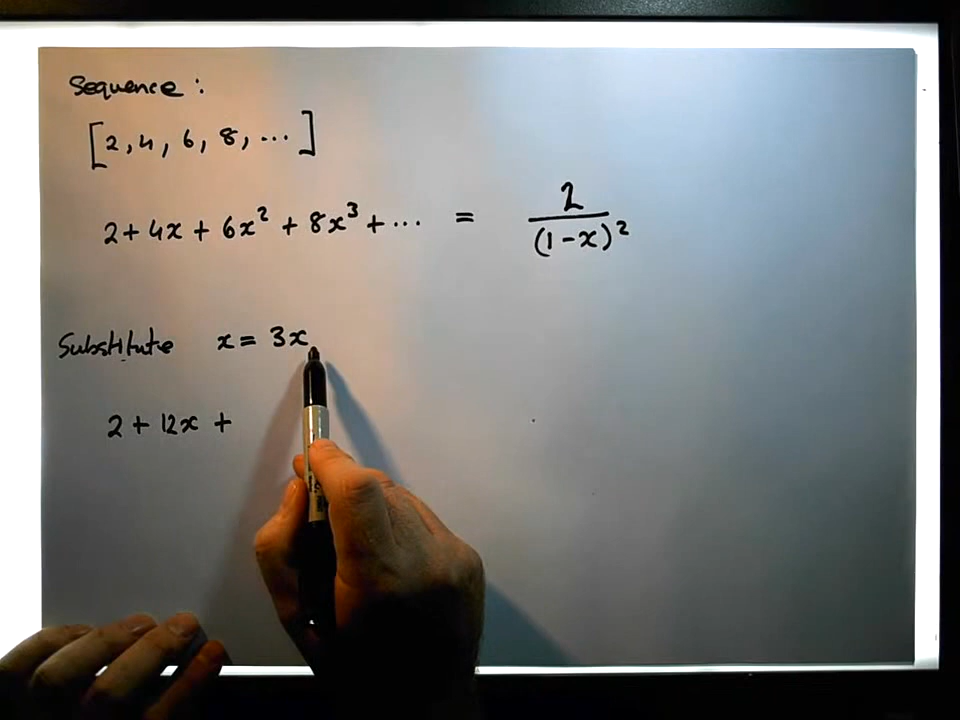 Sequence:
[2, 4, 6, 8, ...]
2 + 4x + 6x² + 8x³ + ... = 2/(1-x)²
Substitute x = 3x
2 + 12x +